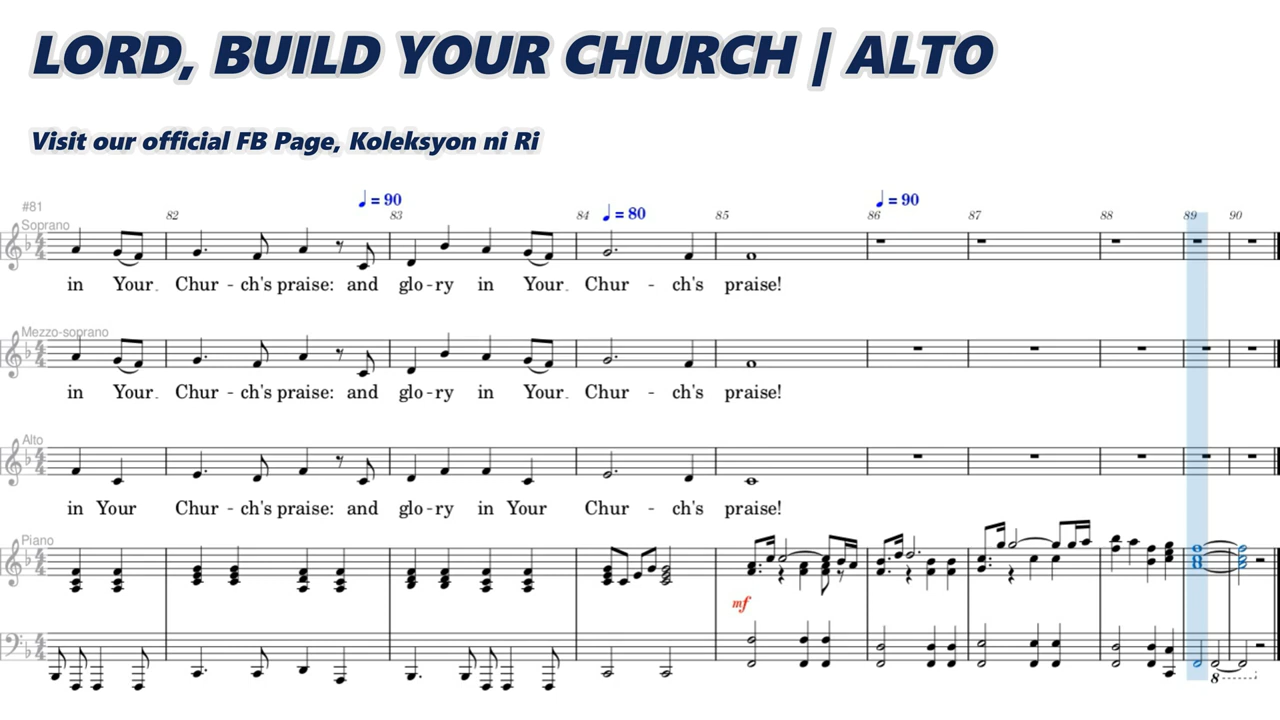 LORD, BUILD YOUR CHURCH | ALTO
Visit our official FB Page, Koleksyon ni Ri
♩ = 90 ♩ = 90
#81 82 83 84 ♩ = 80 85 86 87 88 89 90
Soprano
in Your Chur - ch's praise: and glo - ry in Your Chur - ch's praise!
Mezzo-soprano
in Your Chur - ch's praise: and glo - ry in Your Chur - ch's praise!
Alto
in Your Chur - ch's praise: and glo - ry in Your Chur - ch's praise!
Piano
mf
8